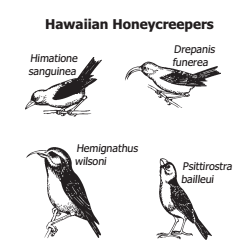 Hawaiian Honeycreepers
Himatione
sanguinea
Drepanis
funerea
Hemignathus
wilsoni
Psittirostra
bailleui